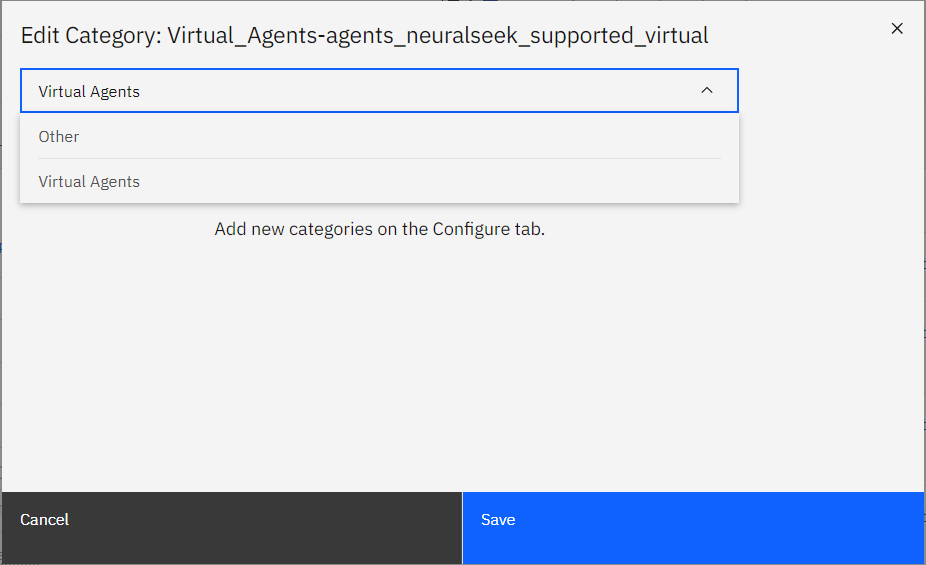 Edit Category: Virtual_Agents-agents_neuralseek_supported_virtual
Virtual Agents
Other
Virtual Agents
Add new categories on the Configure tab.
Cancel
Save